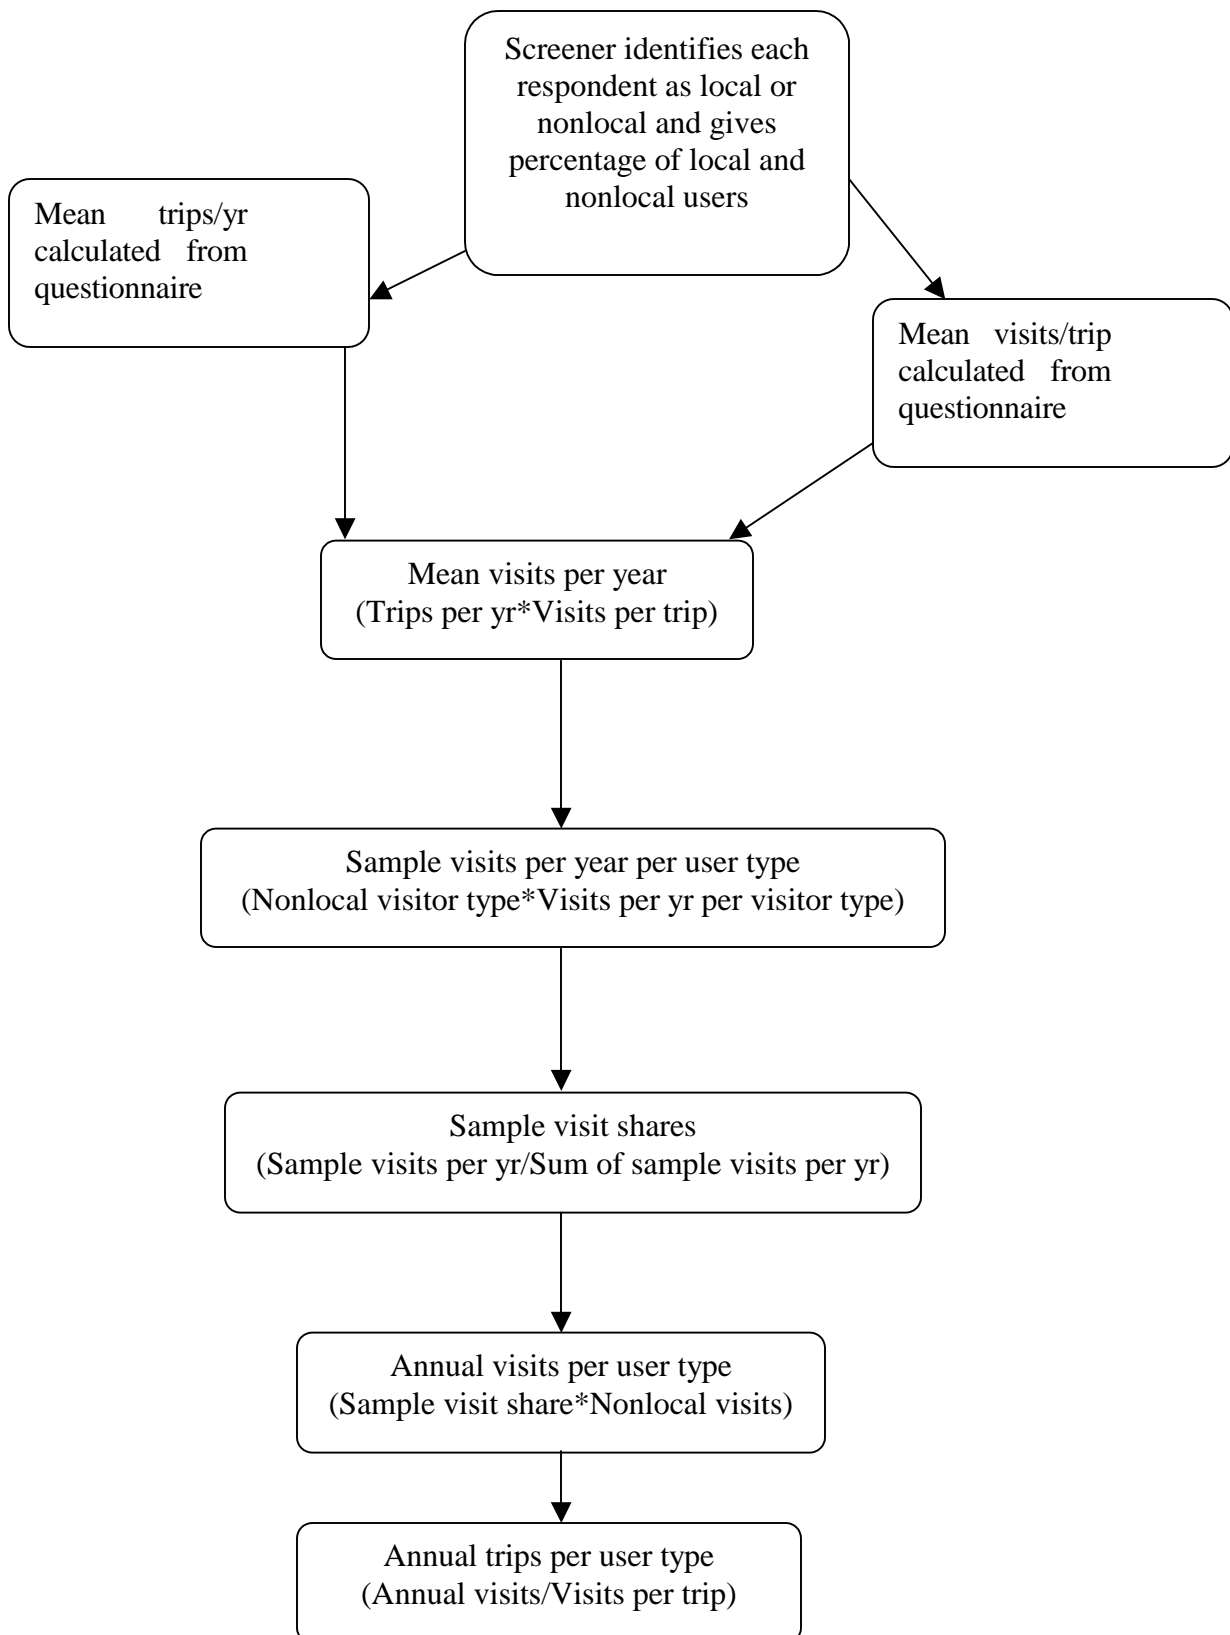 Screener identifies each
respondent as local or
nonlocal and gives
percentage of local and
nonlocal users
Mean trips/yr
calculated from
questionnaire
Mean visits/trip
calculated from
questionnaire
Mean visits per year
(Trips per yr*Visits per trip)
Sample visits per year per user type
(Nonlocal visitor type*Visits per yr per visitor type)
Sample visit shares
(Sample visits per yr/Sum of sample visits per yr)
Annual visits per user type
(Sample visit share*Nonlocal visits)
Annual trips per user type
(Annual visits/Visits per trip)